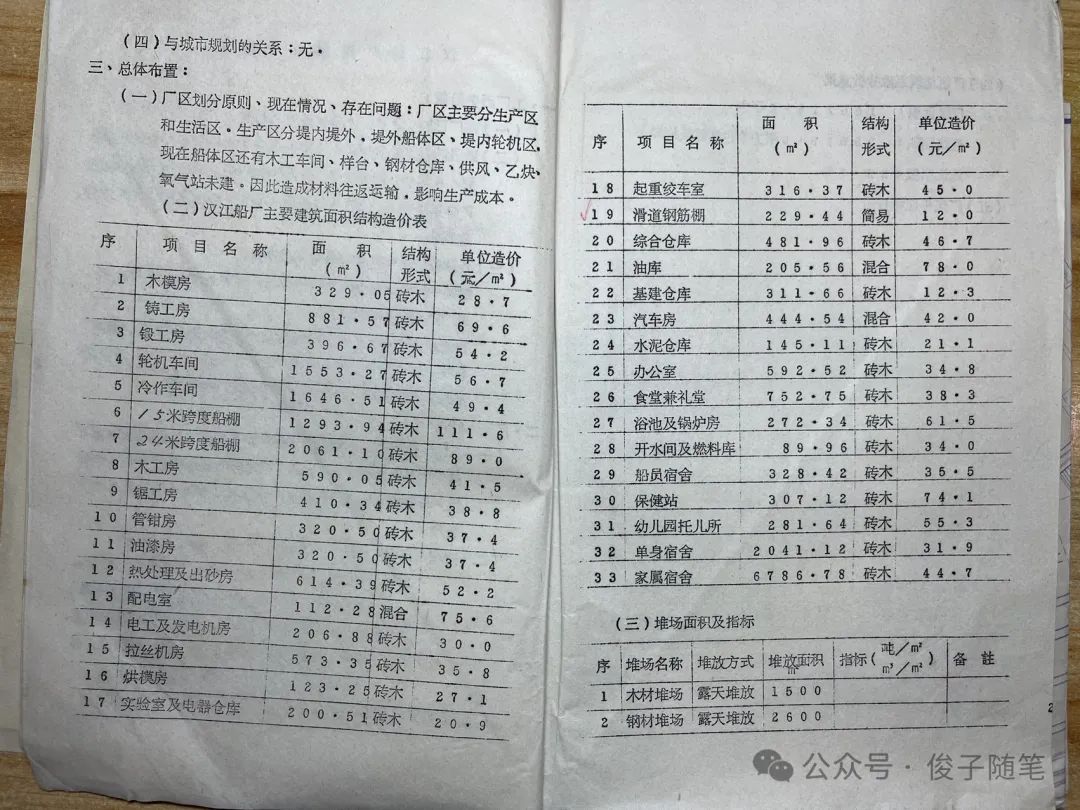 (四)与城市规划的关系：无．
三、总体布置：
(一)厂区划分原则、现在情况、存在问题：厂区主要分生产区
和生活区．生产区分堤内堤外，堤外船体区、堤内轮机区，
现在船体区还有木工车间、样台、钢材仓库、供风、乙炔、
氧气站未建。因此造成材料往返运输，影响生产成本。
(二)汉江船厂主要建筑面积结构造价表
序 项目名称 面积(㎡) 结构形式 单位造价(元/㎡)
1 木模房 329·05 砖木 28·7
2 铸工房 881·57 砖木 69·6
3 锻工房 396·67 砖木 54·2
4 轮机车间 1553·27 砖木 56·7
5 冷作车间 1646·51 砖木 49·4
6 15米跨度船棚 1293·94 砖木 111·6
7 24米跨度船棚 2061·10 砖木 89·0
8 木工房 590·05 砖木 41·5
9 锯工房 410·34 砖木 38·8
10 管钳房 320·50 砖木 37·4
11 油漆房 320·50 砖木 37·4
12 热处理及出砂房 614·39 砖木 52·2
13 配电室 112·28 混合 75·6
14 电工及发电机房 206·88 砖木 30·0
15 拉丝机房 573·35 砖木 35·8
16 烘模房 123·25 砖木 27·1
17 实验室及电器仓库 200·51 砖木 20·9
序 项目名称 面积(㎡) 结构形式 单位造价(元/㎡)
18 起重绞车室 316·37 砖木 45·0
19 滑道钢筋棚 229·44 简易 12·0
20 综合仓库 481·96 砖木 46·7
21 油库 205·56 混合 78·0
22 基建仓库 311·66 砖木 12·3
23 汽车房 444·54 混合 42·0
24 水泥仓库 145·11 砖木 21·1
25 办公室 592·52 砖木 34·8
26 食堂兼礼堂 752·75 砖木 38·3
27 浴池及锅炉房 272·34 砖木 61·5
28 开水间及燃料库 89·96 砖木 34·0
29 船员宿舍 328·42 砖木 35·5
30 保健站 307·12 砖木 74·1
31 幼儿园托儿所 281·64 砖木 55·3
32 单身宿舍 2041·12 砖木 31·9
33 家属宿舍 6786·78 砖木 44·7
(三)堆场面积及指标
序 堆场名称 堆放方式 堆放面积㎡ 指标(吨/㎡ m³/㎡) 备註
1 木材堆场 露天堆放 1500
2 钢材堆场 露天堆放 2600
2
公众号·俊子随笔